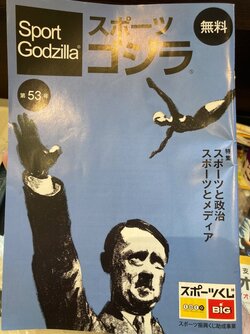 Sport
Godzilla®
スポーツ
ゴジラ®
無料
第53号
特集
スポーツと政治
スポーツとメディア
スポーツくじ
BIG
スポーツ振興くじ助成事業